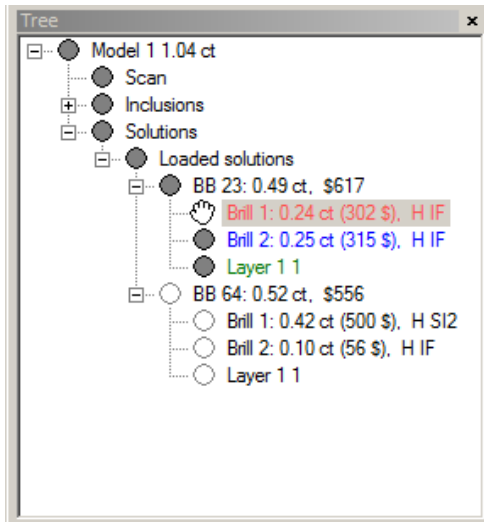 Tree
Model 1 1.04 ct
Scan
Inclusions
Solutions
Loaded solutions
BB 23: 0.49 ct, $617
Brill 1: 0.24 ct (302 $), H IF
Brill 2: 0.25 ct (315 $), H IF
Layer 1 1
BB 64: 0.52 ct, $556
Brill 1: 0.42 ct (500 $), H SI2
Brill 2: 0.10 ct (56 $), H IF
Layer 1 1